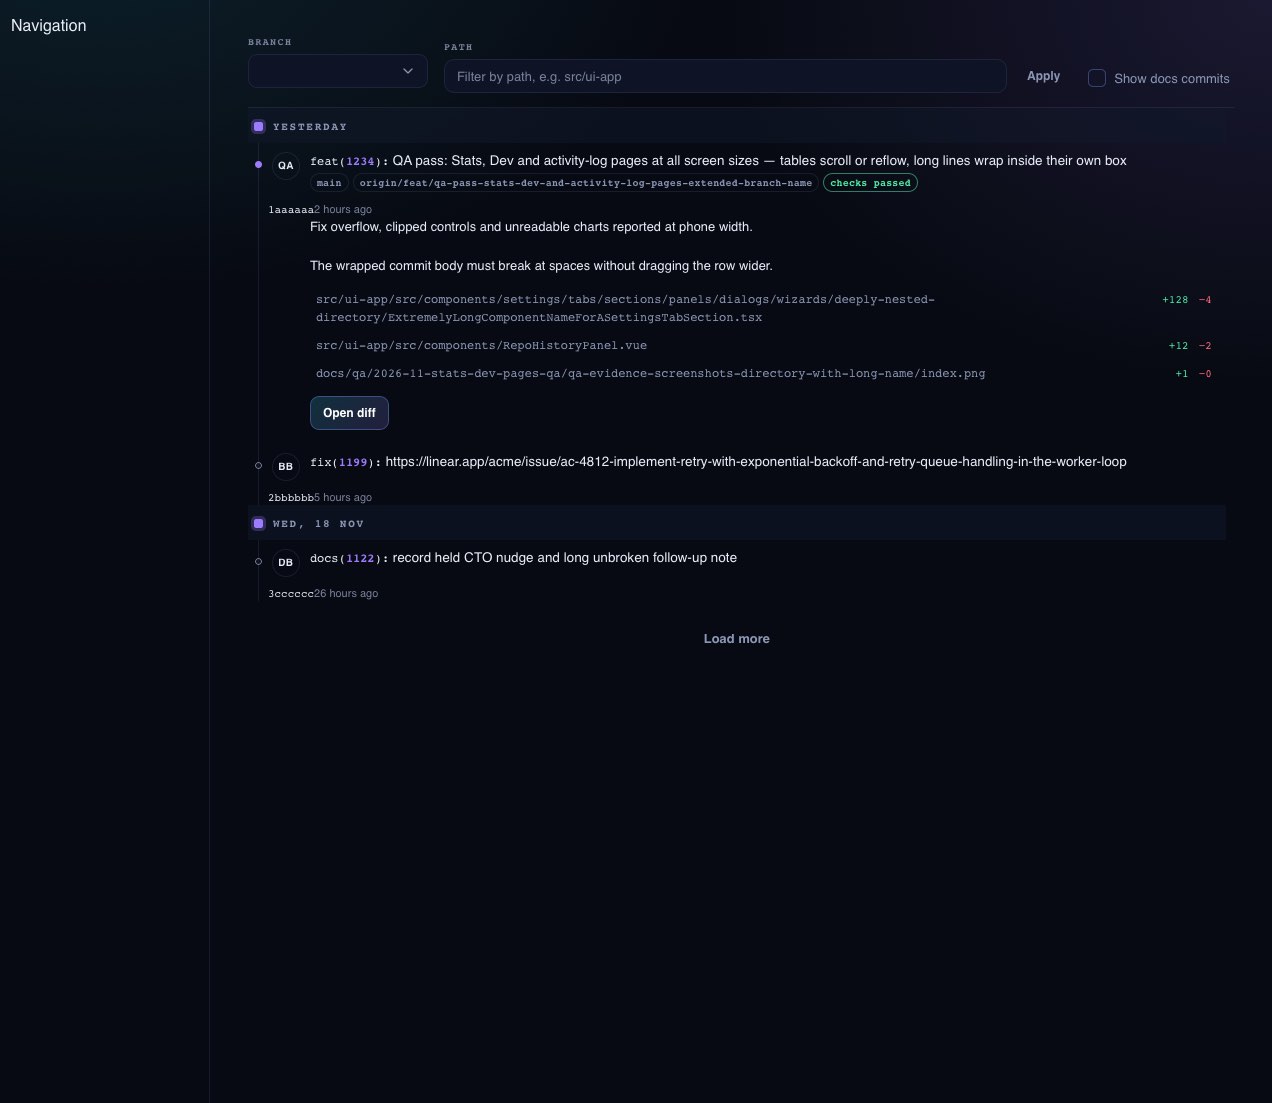 Navigation
BRANCH
PATH
Filter by path, e.g. src/ui-app
Apply
Show docs commits
YESTERDAY
QA
feat(1234): QA pass: Stats, Dev and activity-log pages at all screen sizes — tables scroll or reflow, long lines wrap inside their own box
main origin/feat/qa-pass-stats-dev-and-activity-log-pages-extended-branch-name checks passed
1aaaaaa2 hours ago
Fix overflow, clipped controls and unreadable charts reported at phone width.
The wrapped commit body must break at spaces without dragging the row wider.
src/ui-app/src/components/settings/tabs/sections/panels/dialogs/wizards/deeply-nested- +128 −4
directory/ExtremelyLongComponentNameForASettingsTabSection.tsx
src/ui-app/src/components/RepoHistoryPanel.vue +12 −2
docs/qa/2026-11-stats-dev-pages-qa/qa-evidence-screenshots-directory-with-long-name/index.png +1 −0
Open diff
BB
fix(1199): https://linear.app/acme/issue/ac-4812-implement-retry-with-exponential-backoff-and-retry-queue-handling-in-the-worker-loop
2bbbbbb5 hours ago
WED, 18 NOV
DB
docs(1122): record held CTO nudge and long unbroken follow-up note
3cccccc26 hours ago
Load more